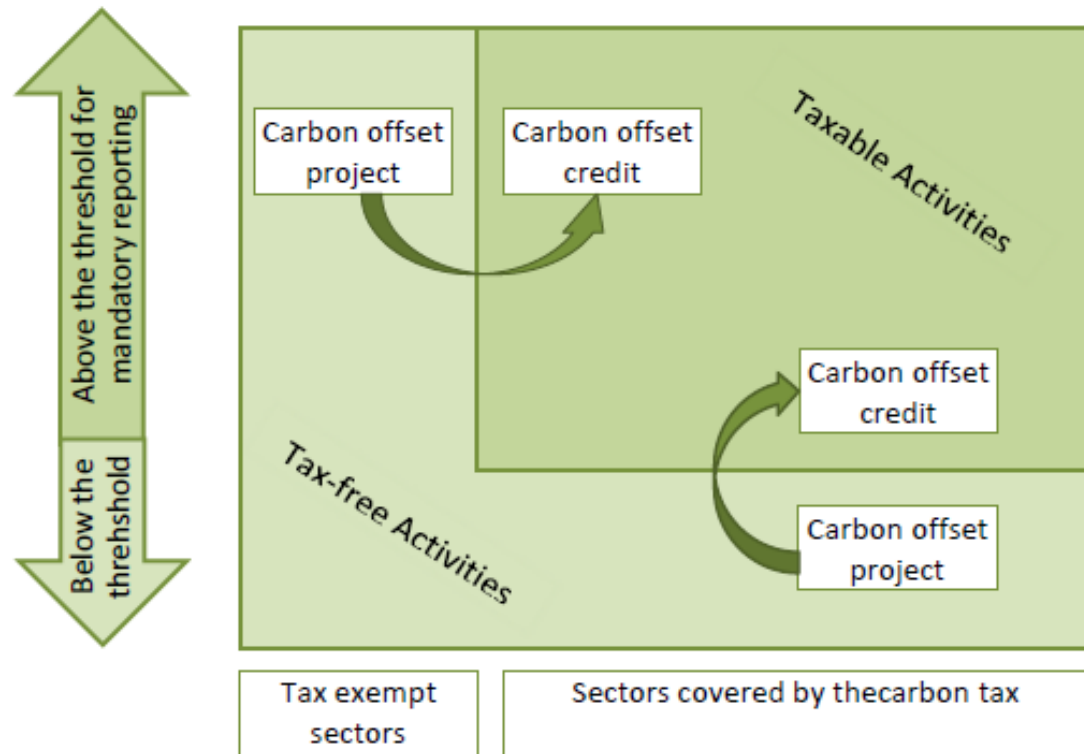 Above the threshold for
mandatory reporting
Below the
threhshold
Carbon offset
project
Carbon offset
credit
Taxable Activities
Tax-free Activities
Carbon offset
credit
Carbon offset
project
Tax exempt
sectors
Sectors covered by thecarbon tax